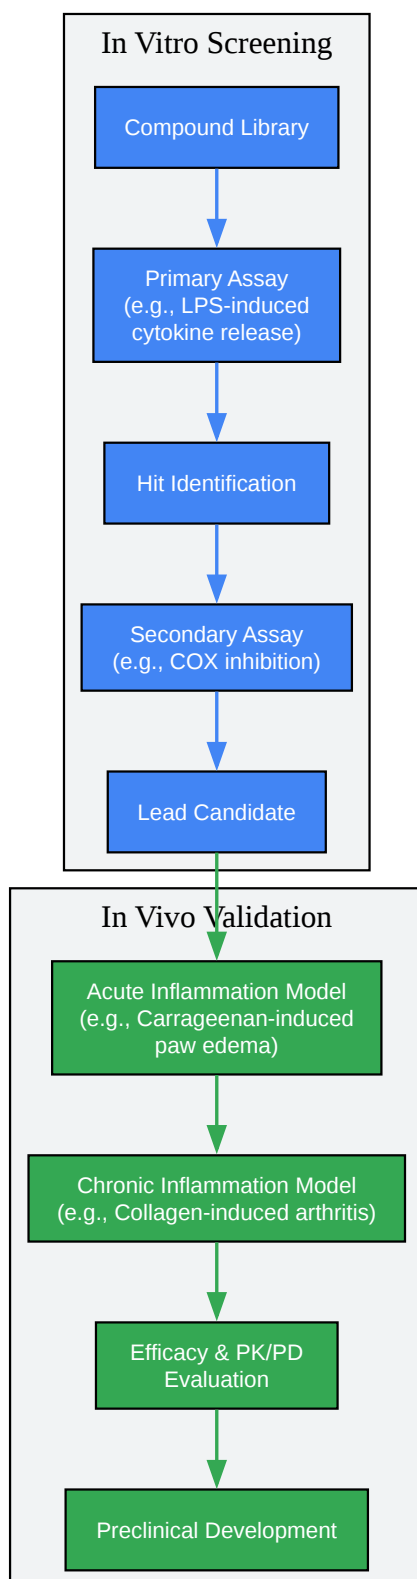 In Vitro Screening
Compound Library
Primary Assay
(e.g., LPS-induced
cytokine release)
Hit Identification
Secondary Assay
(e.g., COX inhibition)
Lead Candidate
In Vivo Validation
Acute Inflammation Model
(e.g., Carrageenan-induced
paw edema)
Chronic Inflammation Model
(e.g., Collagen-induced arthritis)
Efficacy & PK/PD
Evaluation
Preclinical Development